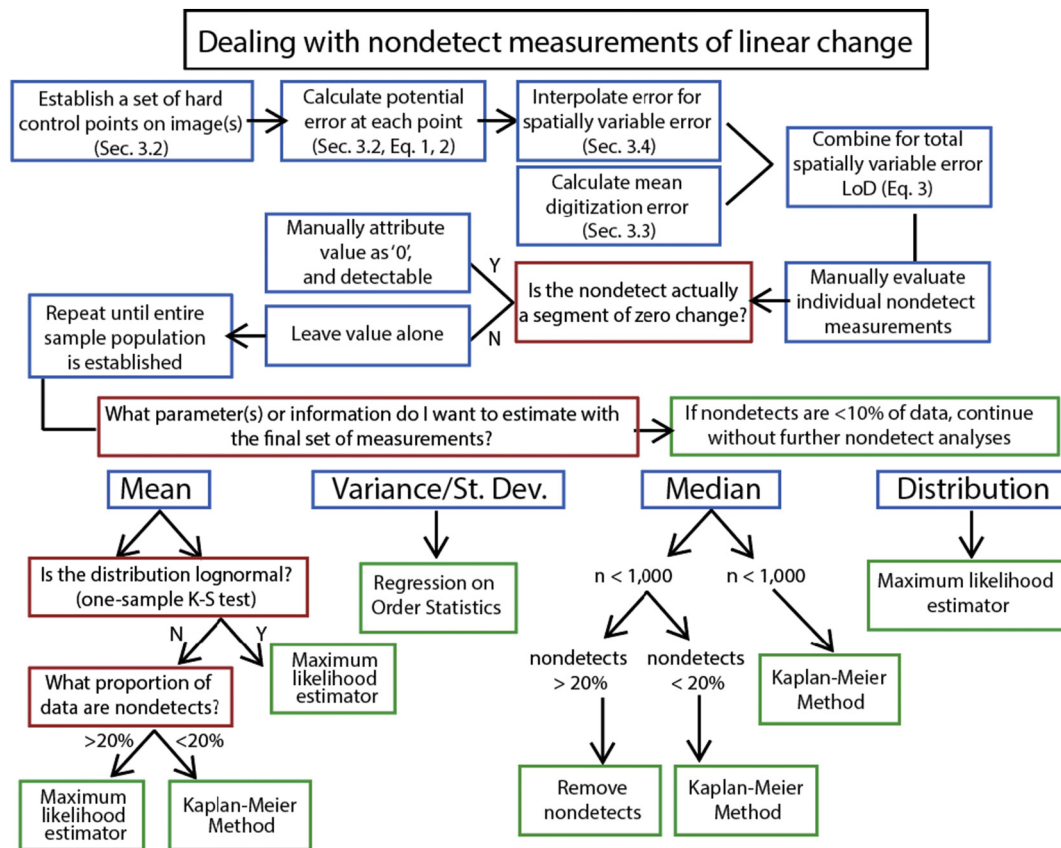 Dealing with nondetect measurements of linear change
Establish a set of hard
control points on image(s)
(Sec. 3.2)
Calculate potential
error at each point
(Sec. 3.2, Eq. 1, 2)
Interpolate error for
spatially variable error
(Sec. 3.4)
Calculate mean
digitization error
(Sec. 3.3)
Combine for total
spatially variable error
LoD (Eq. 3)
Manually evaluate
individual nondetect
measurements
Is the nondetect actually
a segment of zero change?
Y
N
Manually attribute
value as ‘0’,
and detectable
Leave value alone
Repeat until entire
sample population
is established
What parameter(s) or information do I want to estimate with
the final set of measurements?
If nondetects are <10% of data, continue
without further nondetect analyses
Mean
Is the distribution lognormal?
(one-sample K-S test)
N
Y
What proportion of
data are nondetects?
Maximum
likelihood
estimator
>20%
<20%
Maximum
likelihood
estimator
Kaplan-Meier
Method
Variance/St. Dev.
Regression on
Order Statistics
Median
n < 1,000
n < 1,000
nondetects
> 20%
nondetects
< 20%
Kaplan-Meier
Method
Remove
nondetects
Kaplan-Meier
Method
Distribution
Maximum likelihood
estimator